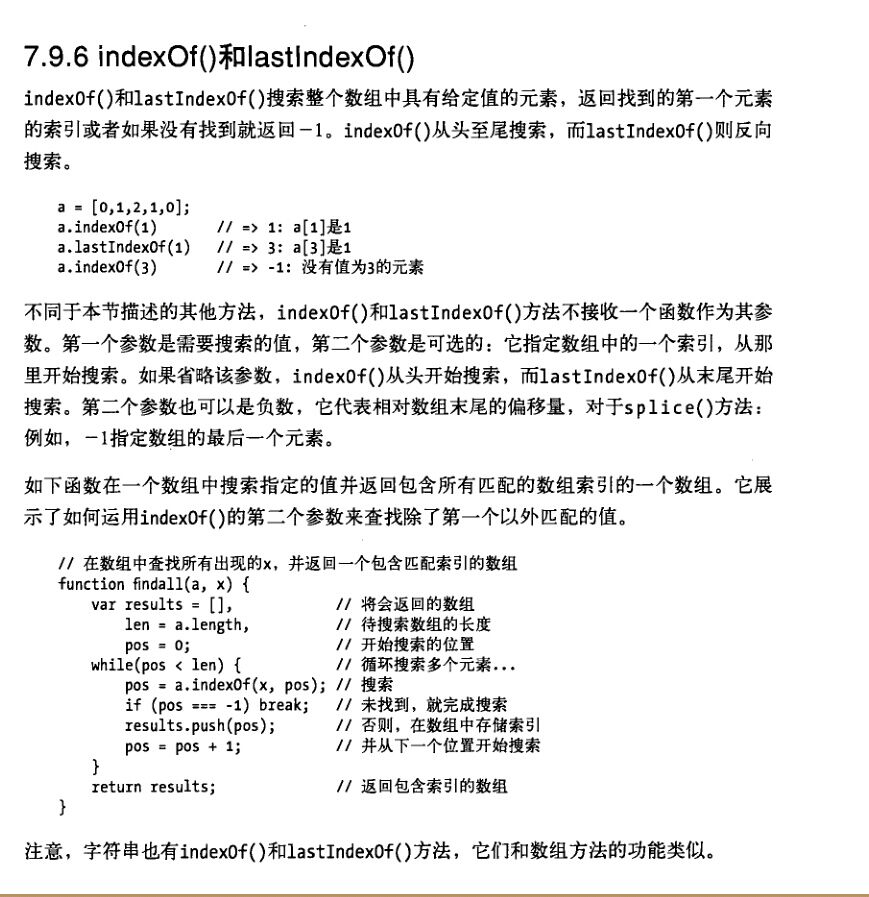 7.9.6 indexOf()和lastIndexOf()
indexOf()和lastIndexOf()搜索整个数组中具有给定值的元素，返回找到的第一个元素
的索引或者如果没有找到就返回－1。indexOf()从头至尾搜索，而lastIndexOf()则反向
搜索。
a = [0,1,2,1,0];
a.indexOf(1) // => 1: a[1]是1
a.lastIndexOf(1) // => 3: a[3]是1
a.indexOf(3) // => -1: 没有值为3的元素
不同于本节描述的其他方法，indexOf()和lastIndexOf()方法不接收一个函数作为其参
数。第一个参数是需要搜索的值，第二个参数是可选的：它指定数组中的一个索引，从那
里开始搜索。如果省略该参数，indexOf()从头开始搜索，而lastIndexOf()从末尾开始
搜索。第二个参数也可以是负数，它代表相对数组末尾的偏移量，对于splice()方法：
例如，－1指定数组的最后一个元素。
如下函数在一个数组中搜索指定的值并返回包含所有匹配的数组索引的一个数组。它展
示了如何运用indexOf()的第二个参数来查找除了第一个以外匹配的值。
// 在数组中查找所有出现的x，并返回一个包含匹配索引的数组
function findall(a, x) {
var results = [], // 将会返回的数组
len = a.length, // 待搜索数组的长度
pos = 0; // 开始搜索的位置
while(pos < len) { // 循环搜索多个元素...
pos = a.indexOf(x, pos); // 搜索
if (pos === -1) break; // 未找到，就完成搜索
results.push(pos); // 否则，在数组中存储索引
pos = pos + 1; // 并从下一个位置开始搜索
}
return results; // 返回包含索引的数组
}
注意，字符串也有indexOf()和lastIndexOf()方法，它们和数组方法的功能类似。